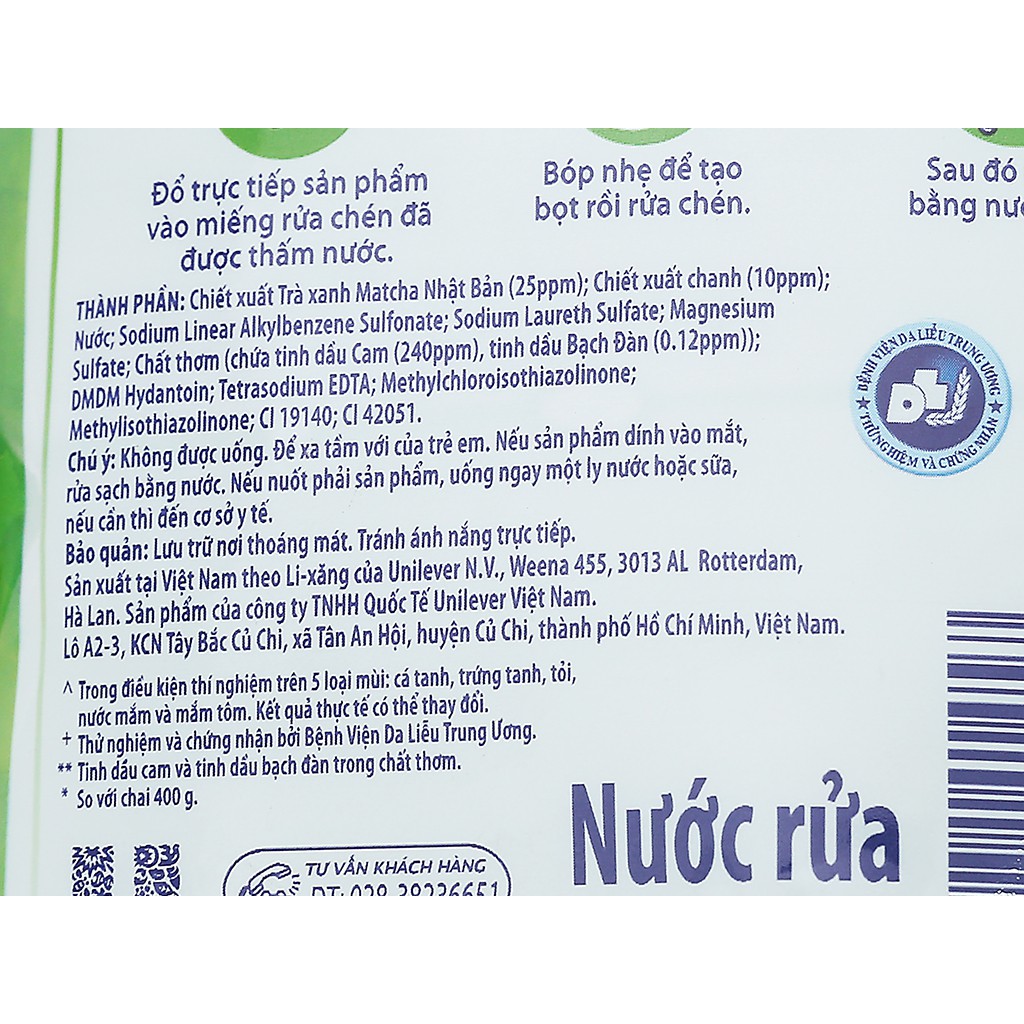 Đổ trực tiếp sản phẩm
vào miếng rửa chén đã
được thấm nước.
Bóp nhẹ để tạo
bọt rồi rửa chén.
Sau đó
bằng
THÀNH PHẦN: Chiết xuất Trà xanh Matcha Nhật Bản (25ppm); Chiết xuất chanh (10ppm);
Nước; Sodium Linear Alkylbenzene Sulfonate; Sodium Laureth Sulfate; Magnesium
Sulfate; Chất thơm (chứa tinh dầu Cam (240ppm), tinh dầu Bạch Đàn (0.12ppm));
DMDM Hydantoin; Tetrasodium EDTA; Methylchloroisothiazolinone;
Methylisothiazolinone; CI 19140; CI 42051.
Chú ý: Không được uống. Để xa tầm với của trẻ em. Nếu sản phẩm dính vào mắt,
rửa sạch bằng nước. Nếu nuốt phải sản phẩm, uống ngay một ly nước hoặc sữa,
nếu cần thì đến cơ sở y tế.
Bảo quản: Lưu trữ nơi thoáng mát. Tránh ánh nắng trực tiếp.
Sản xuất tại Việt Nam theo Li-xăng của Unilever N.V., Weena 455, 3013 AL Rotterdam,
Hà Lan. Sản phẩm của công ty TNHH Quốc Tế Unilever Việt Nam.
Lô A2-3, KCN Tây Bắc Củ Chi, xã Tân An Hội, huyện Củ Chi, thành phố Hồ Chí Minh, Việt Nam.
BỆNH VIỆN DA LIỄU TRUNG ƯƠNG
THỬ NGHIỆM VÀ CHỨNG NHẬN
^ Trong điều kiện thí nghiệm trên 5 loại mùi: cá tanh, trứng tanh, tỏi,
nước mắm và mắm tôm. Kết quả thực tế có thể thay đổi.
+ Thử nghiệm và chứng nhận bởi Bệnh Viện Da Liễu Trung Ương.
** Tinh dầu cam và tinh dầu bạch đàn trong chất thơm.
* So với chai 400 g.
TƯ VẤN KHÁCH HÀNG
ĐT: 028 38236651
Nước rửa